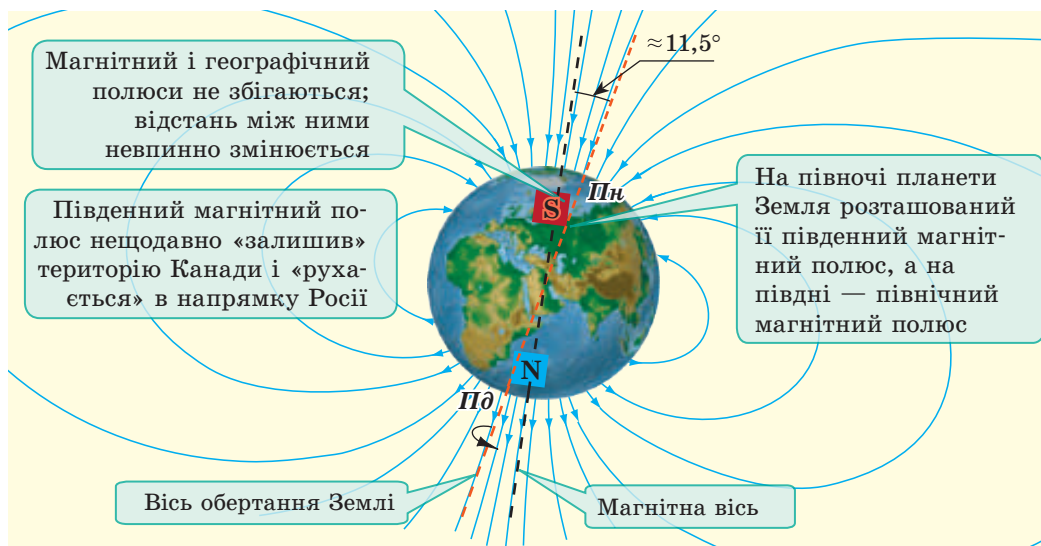 ≈11,5°
Магнітний і географічний
полюси не збігаються;
відстань між ними
невпинно змінюється
Південний магнітний по-
люс нещодавно «залишив»
територію Канади і «руха-
ється» в напрямку Росії
Пн
S
На півночі планети
Земля розташований
її південний магніт-
ний полюс, а на
півдні — північний
магнітний полюс
N
Пд
Вісь обертання Землі
Магнітна вісь